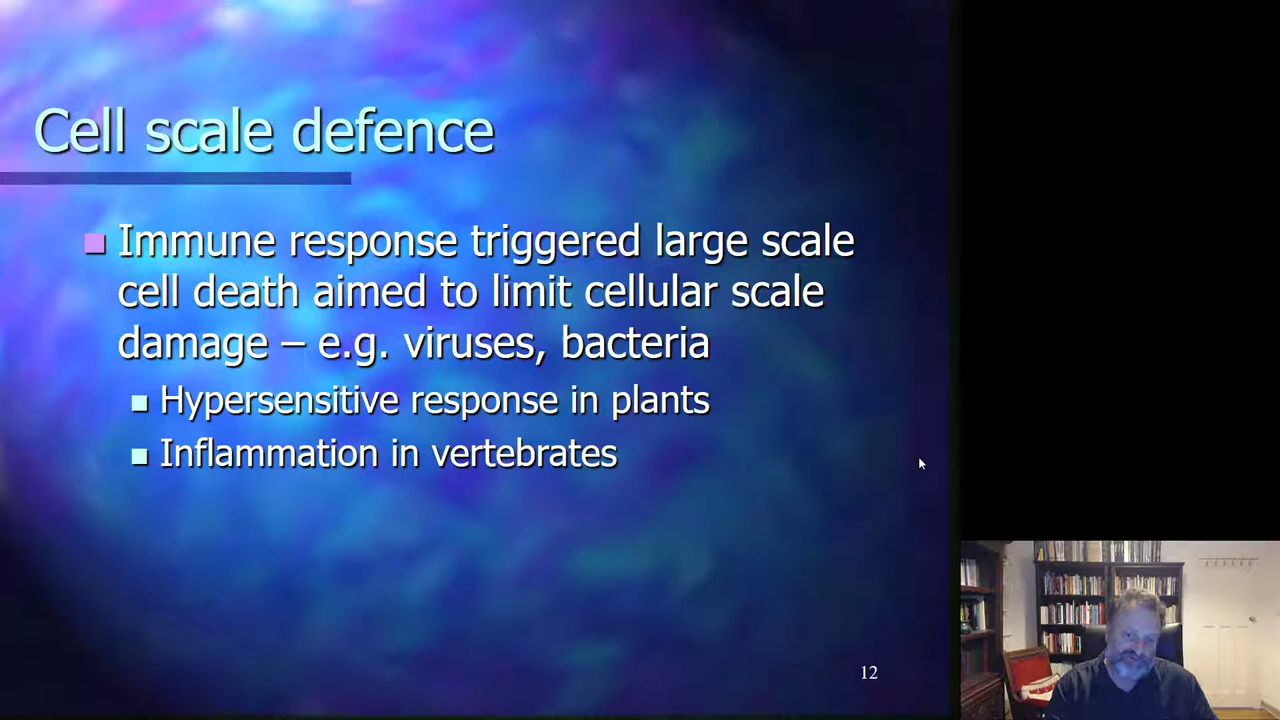 Cell scale defence
Immune response triggered large scale
cell death aimed to limit cellular scale
damage – e.g. viruses, bacteria
Hypersensitive response in plants
Inflammation in vertebrates
12